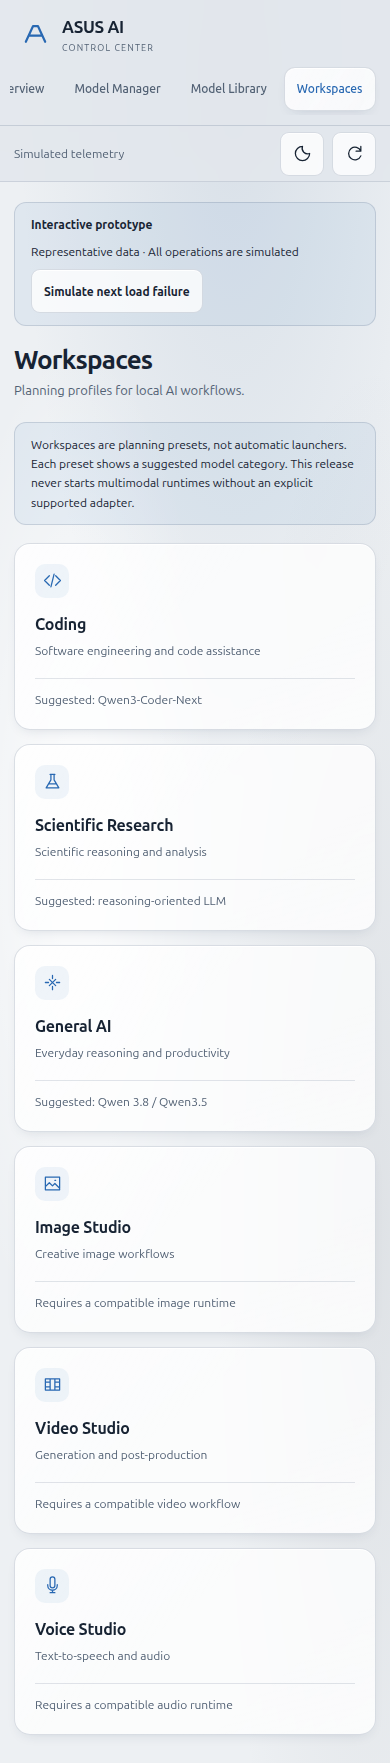 ASUS AI
CONTROL CENTER
erview Model Manager Model Library Workspaces
Simulated telemetry
Interactive prototype
Representative data · All operations are simulated
Simulate next load failure
Workspaces
Planning profiles for local AI workflows.
Workspaces are planning presets, not automatic launchers.
Each preset shows a suggested model category. This release
never starts multimodal runtimes without an explicit
supported adapter.
Coding
Software engineering and code assistance
Suggested: Qwen3-Coder-Next
Scientific Research
Scientific reasoning and analysis
Suggested: reasoning-oriented LLM
General AI
Everyday reasoning and productivity
Suggested: Qwen 3.8 / Qwen3.5
Image Studio
Creative image workflows
Requires a compatible image runtime
Video Studio
Generation and post-production
Requires a compatible video workflow
Voice Studio
Text-to-speech and audio
Requires a compatible audio runtime